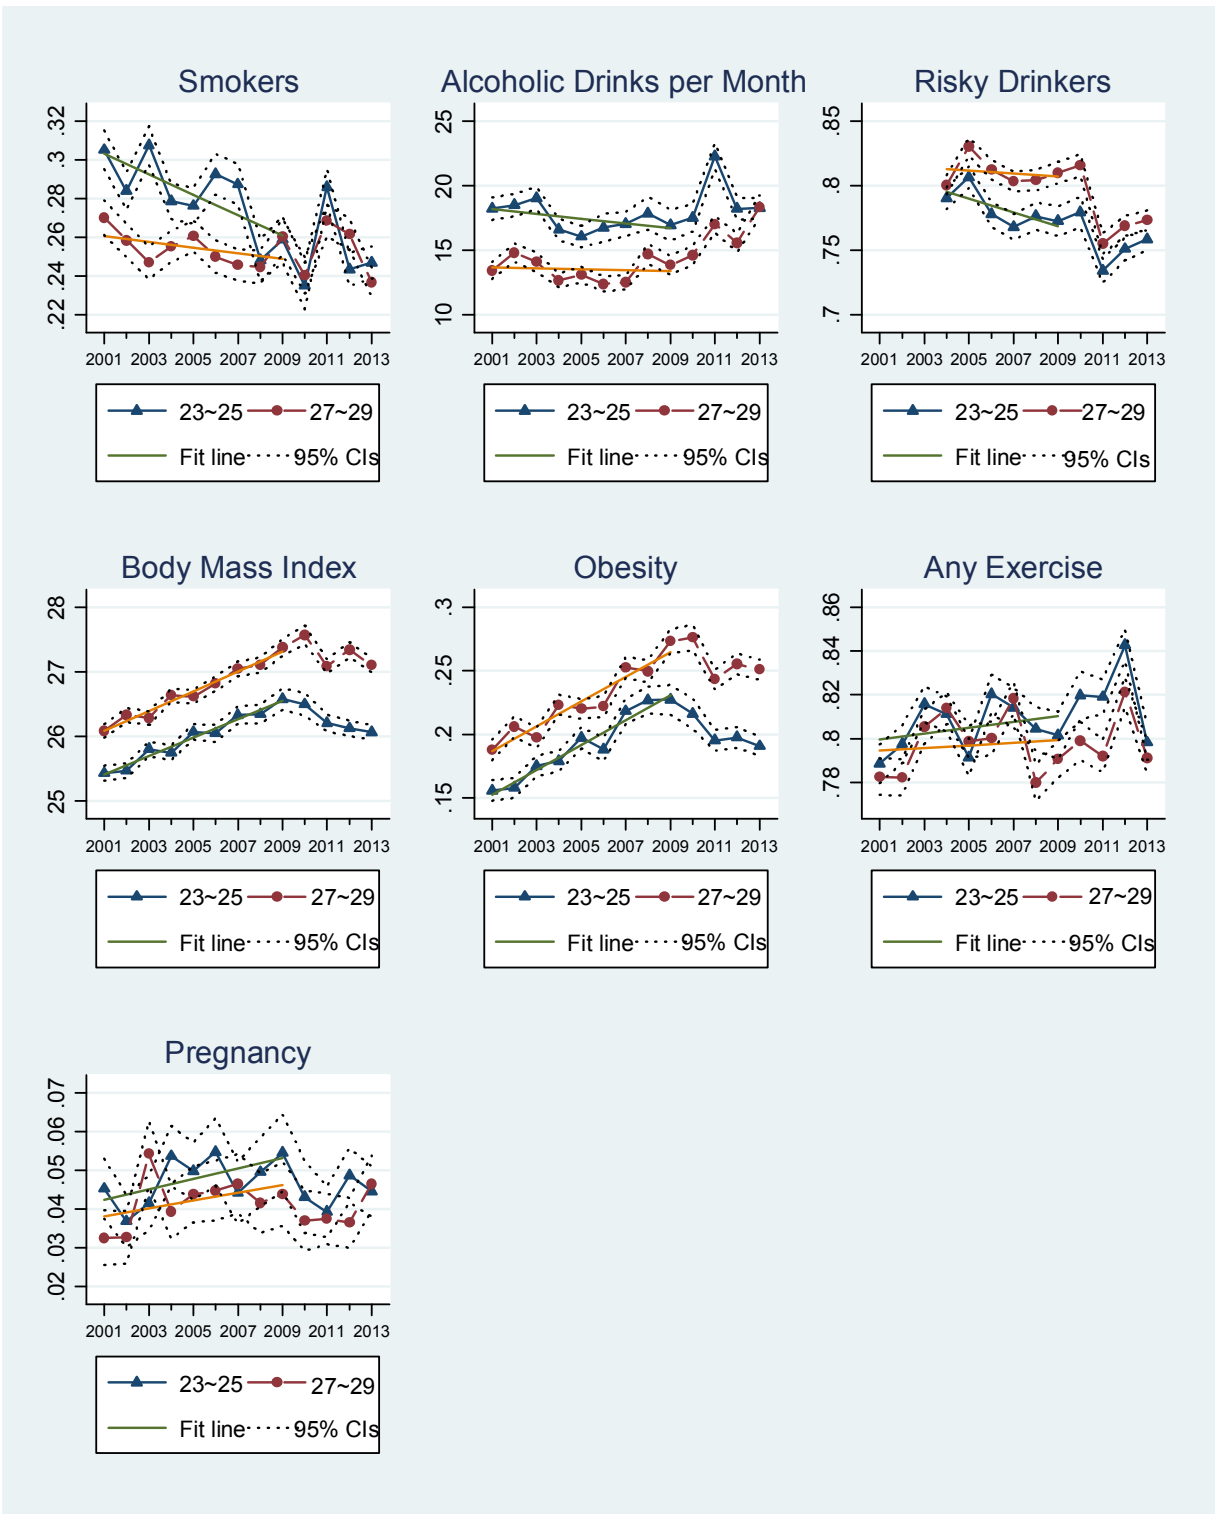 Smokers
.32
.3
.28
.26
.24
.22
2001 2003 2005 2007 2009 2011 2013
23~25 27~29
Fit line 95% CIs
Alcoholic Drinks per Month
25
20
15
10
2001 2003 2005 2007 2009 2011 2013
23~25 27~29
Fit line 95% CIs
Risky Drinkers
.85
.8
.75
.7
2001 2003 2005 2007 2009 2011 2013
23~25 27~29
Fit line 95% CIs
Body Mass Index
28
27
26
25
2001 2003 2005 2007 2009 2011 2013
23~25 27~29
Fit line 95% CIs
Obesity
.3
.25
.2
.15
2001 2003 2005 2007 2009 2011 2013
23~25 27~29
Fit line 95% CIs
Any Exercise
.86
.84
.82
.8
.78
2001 2003 2005 2007 2009 2011 2013
23~25 27~29
Fit line 95% CIs
Pregnancy
.07
.06
.05
.04
.03
.02
2001 2003 2005 2007 2009 2011 2013
23~25 27~29
Fit line 95% CIs